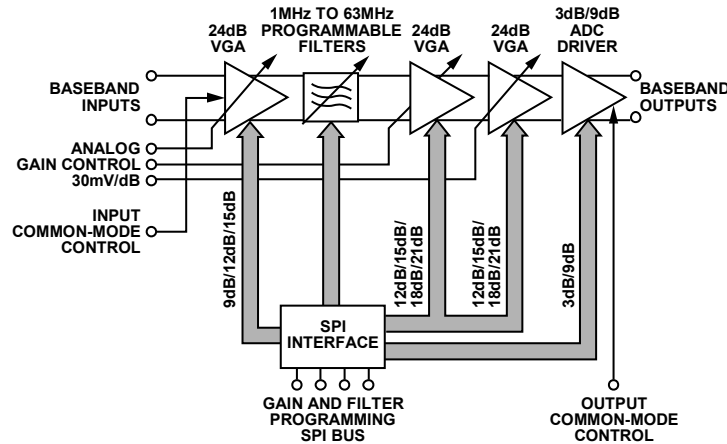 24dB
VGA
1MHz TO 63MHz
PROGRAMMABLE
FILTERS
24dB
VGA
24dB
VGA
3dB/9dB
ADC
DRIVER
BASEBAND
INPUTS
BASEBAND
OUTPUTS
ANALOG
GAIN CONTROL
30mV/dB
INPUT
COMMON-MODE
CONTROL
9dB/12dB/15dB
12dB/15dB/
18dB/21dB
12dB/15dB/
18dB/21dB
3dB/9dB
SPI
INTERFACE
GAIN AND FILTER
PROGRAMMING
SPI BUS
OUTPUT
COMMON-MODE
CONTROL